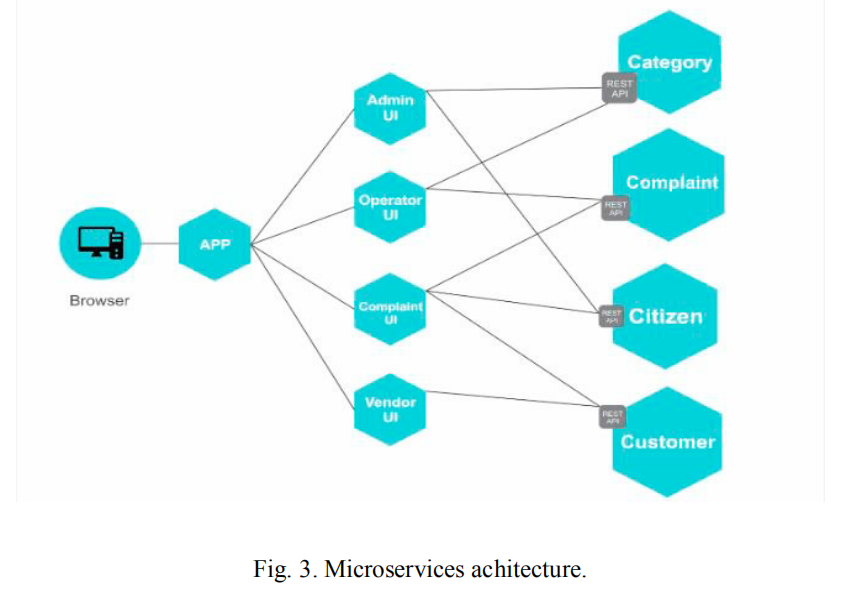 Category
REST
API
Admin
UI
Complaint
REST
API
Operator
UI
APP
Browser
Complaint
UI
REST
API
Citizen
Vendor
UI
REST
API
Customer
Fig. 3. Microservices achitecture.